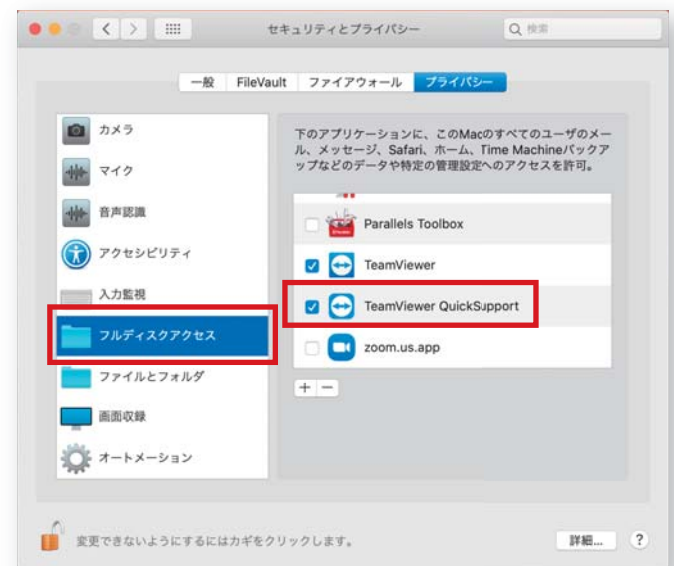 セキュリティとプライバシー
検索
一般 FileVault ファイアウォール プライバシー
カメラ
マイク
音声認識
アクセシビリティ
入力監視
フルディスクアクセス
ファイルとフォルダ
画面収録
オートメーション
下のアプリケーションに、このMacのすべてのユーザのメー
ル、メッセージ、Safari、ホーム、Time Machineバックア
ップなどのデータや特定の管理設定へのアクセスを許可。
Parallels Toolbox
TeamViewer
TeamViewer QuickSupport
zoom.us.app
変更できないようにするにはカギをクリックします。
詳細... ?